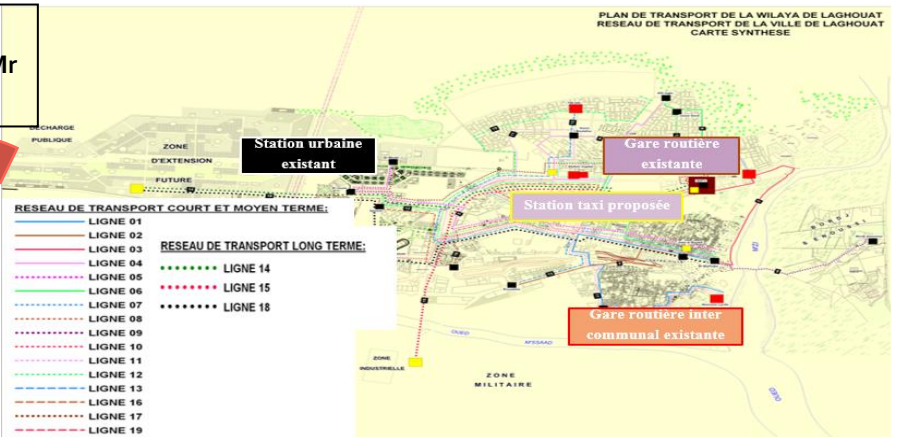 Mr
PLAN DE TRANSPORT DE LA WILAYA DE LAGHOUAT
RESEAU DE TRANSPORT DE LA VILLE DE LAGHOUAT
CARTE SYNTHESE
DECHARGE
PUBLIQUE
ZONE
D'EXTENSION
FUTURE
Station urbaine
existant
Gare routière
existante
Station taxi proposée
RESEAU DE TRANSPORT COURT ET MOYEN TERME:
LIGNE 01
LIGNE 02
LIGNE 03
LIGNE 04
LIGNE 05
LIGNE 06
LIGNE 07
LIGNE 08
LIGNE 09
LIGNE 10
LIGNE 11
LIGNE 12
LIGNE 13
LIGNE 16
LIGNE 17
LIGNE 19
RESEAU DE TRANSPORT LONG TERME:
LIGNE 14
LIGNE 15
LIGNE 18
Gare routière inter
communal existante
OUED
M'SSAAD
ZONE
INDUSTRIELLE
ZONE
MILITAIRE
OUED